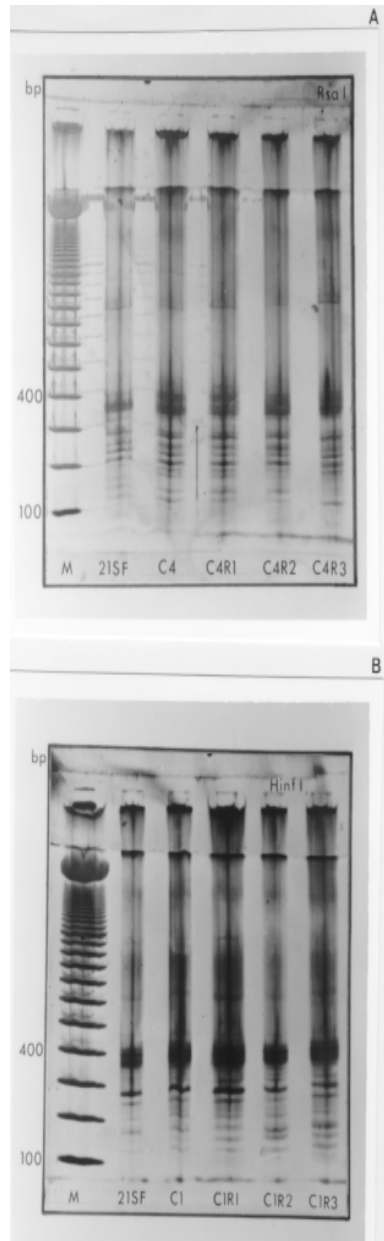 A
bp
Rsa I
400
100
M 21SF C4 C4R1 C4R2 C4R3
B
bp
Hinf I
400
100
M 21SF C1 C1R1 C1R2 C1R3